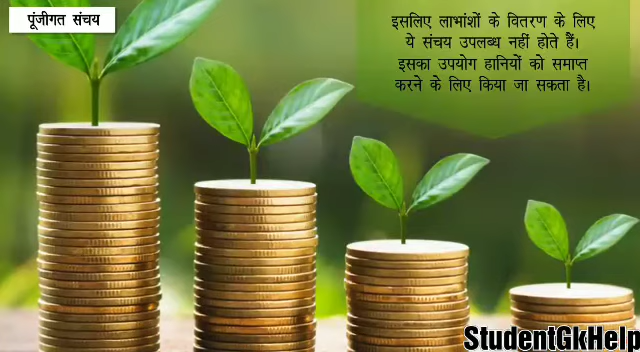 पूंजीगत संचय
इसलिए लाभांशों के वितरण के लिए
ये संचय उपलब्ध नहीं होते हैं।
इसका उपयोग हानियों को समाप्त
करने के लिए किया जा सकता है।
StudentGkHelp